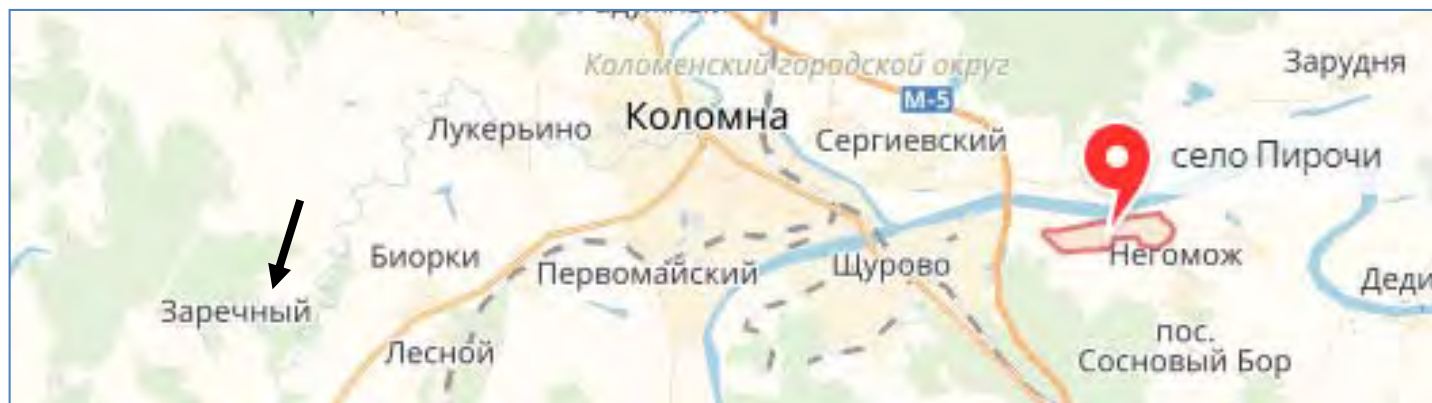 Коломенский городской округ
Зарудня
М-5
Коломна
Лукерьино
Сергиевский
село Пирочи
Биорки
Первомайский
Щурово
Негомож
Заречный
Лесной
пос.
Сосновый Бор